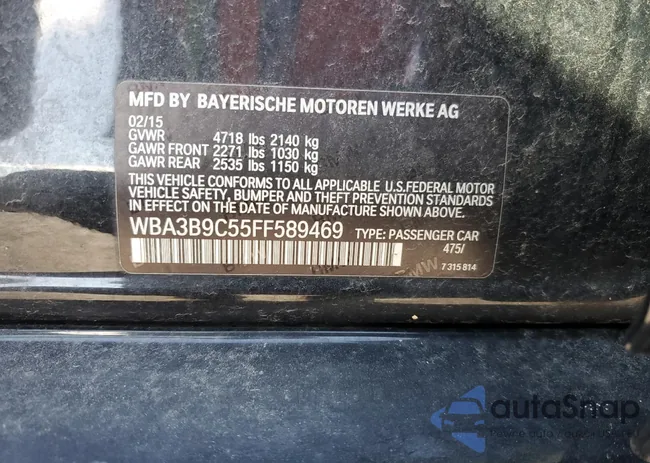 MFD BY BAYERISCHE MOTOREN WERKE AG
02/15
GVWR 4718 lbs 2140 kg
GAWR FRONT 2271 lbs 1030 kg
GAWR REAR 2535 lbs 1150 kg
THIS VEHICLE CONFORMS TO ALL APPLICABLE U.S.FEDERAL MOTOR
VEHICLE SAFETY, BUMPER AND THEFT PREVENTION STANDARDS
IN EFFECT ON THE DATE OF MANUFACTURE SHOWN ABOVE.
WBA3B9C55FF589469 TYPE: PASSENGER CAR
475/
7 315 814
BMW
autaSnap